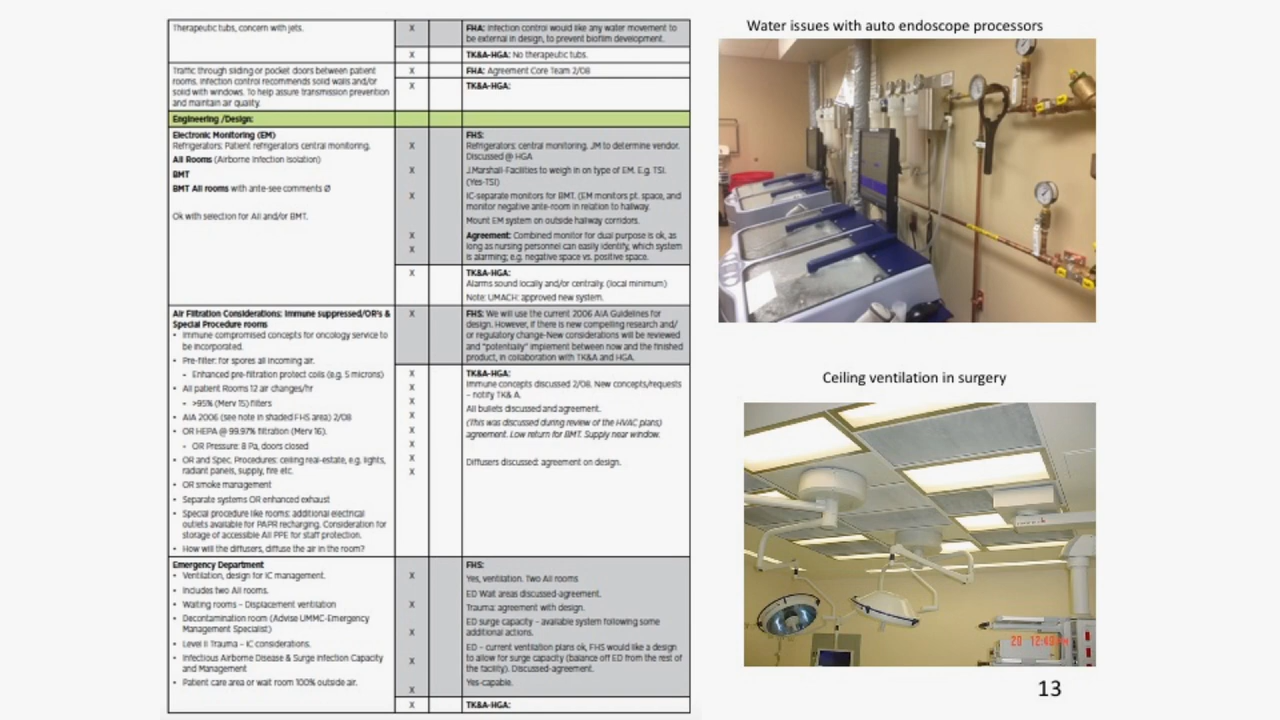 Therapeutic tubs, concern with jets.
X
FHA: Infection control would like any water movement to
be external in design, to prevent biofilm development.
X
TK&A-HGA: No therapeutic tubs.
Traffic through sliding or pocket doors between patient
rooms. Infection control recommends solid walls and/or
solid with windows. To help assure transmission prevention
and maintain air quality.
X
FHA: Agreement Core Team 2/08
X
TK&A-HGA:
Engineering /Design:
Electronic Monitoring (EM)
Refrigerators: Patient refrigerators central monitoring.
All Rooms (Airborne Infection Isolation)
BMT
BMT All rooms with ante-see comments Ø
Ok with selection for AII and/or BMT.
X
X
X
X
X
FHS:
Refrigerators: central monitoring. JM to determine vendor.
Discussed @ HGA
J.Marshall-Facilities to weigh in on type of EM. E.g. TSI.
(Yes-TSI)
IC-separate monitors for BMT. (EM monitors pt. space, and
monitor negative ante-room in relation to hallway.
Mount EM system on outside hallway corridors.
Agreement: Combined monitor for dual purpose is ok, as
long as nursing personnel can easily identify, which system
is alarming; e.g. negative space vs. positive space.
X
TK&A-HGA:
Alarms sound locally and/or centrally. (local minimum)
Note: UMACH: approved new system.
Air Filtration Considerations: Immune suppressed/OR's &
Special Procedure rooms
• Immune compromised concepts for oncology service to
be incorporated.
• Pre-filter: for spores all incoming air.
- Enhanced pre-filtration protect coils (e.g. 5 microns)
• All patient Rooms 12 air changes/hr
- >95% (Merv 15) filters
• AIA 2006 (see note in shaded FHS area) 2/08
• OR HEPA @ 99.97% filtration (Merv 16).
- OR Pressure: 8 Pa, doors closed
• OR and Spec. Procedures: ceiling real-estate, e.g. lights,
radiant panels, supply, fire etc.
• OR smoke management
• Separate systems OR enhanced exhaust
• Special procedure like rooms: additional electrical
outlets available for PAPR recharging. Consideration for
storage of accessible AII PPE for staff protection.
• How will the diffusers, diffuse the air in the room?
X
FHS: We will use the current 2006 AIA Guidelines for
design. However, if there is new compelling research and/
or regulatory change-New considerations will be reviewed
and "potentially" implement between now and the finished
product, in collaboration with TK&A and HGA.
X
X
X
X
X
X
X
X
TK&A-HGA:
Immune concepts discussed 2/08. New concepts/requests
– notify TK& A.
All bullets discussed and agreement.
(This was discussed during review of the HVAC plans)
agreement. Low return for BMT. Supply near window.
Diffusers discussed: agreement on design.
Emergency Department
• Ventilation, design for IC management.
• Includes two AII rooms.
• Waiting rooms – Displacement ventilation
• Decontamination room (Advise UMMC-Emergency
Management Specialist)
• Level II Trauma – IC considerations.
• Infectious Airborne Disease & Surge Infection Capacity
and Management
• Patient care area or wait room 100% outside air.
X
X
X
X
X
FHS:
Yes, ventilation. Two AII rooms
ED Wait areas discussed-agreement.
Trauma: agreement with design.
ED surge capacity – available system following some
additional actions.
ED – current ventilation plans ok, FHS would like a design
to allow for surge capacity (balance off ED from the rest of
the facility). Discussed-agreement.
Yes-capable.
X
TK&A-HGA:
Water issues with auto endoscope processors
Ceiling ventilation in surgery
13